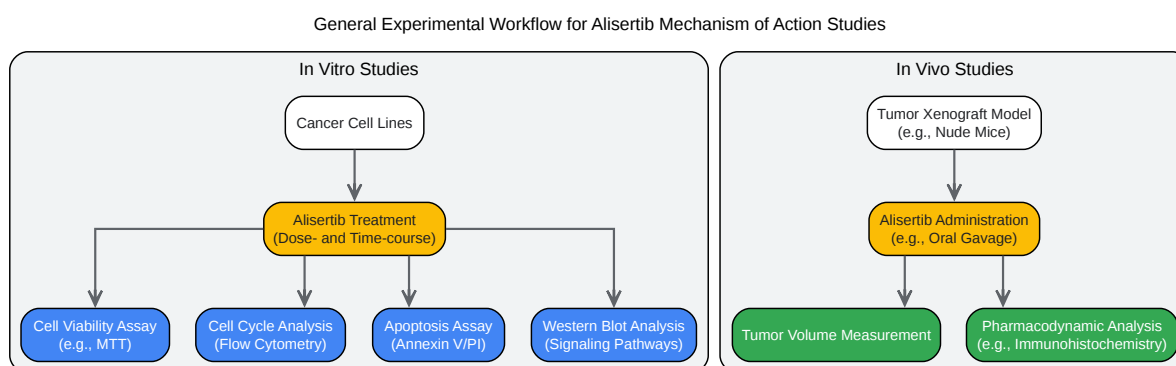 General Experimental Workflow for Alisertib Mechanism of Action Studies
In Vitro Studies
Cancer Cell Lines
Alisertib Treatment
(Dose- and Time-course)
Cell Viability Assay
(e.g., MTT)
Cell Cycle Analysis
(Flow Cytometry)
Apoptosis Assay
(Annexin V/PI)
Western Blot Analysis
(Signaling Pathways)
In Vivo Studies
Tumor Xenograft Model
(e.g., Nude Mice)
Alisertib Administration
(e.g., Oral Gavage)
Tumor Volume Measurement
Pharmacodynamic Analysis
(e.g., Immunohistochemistry)